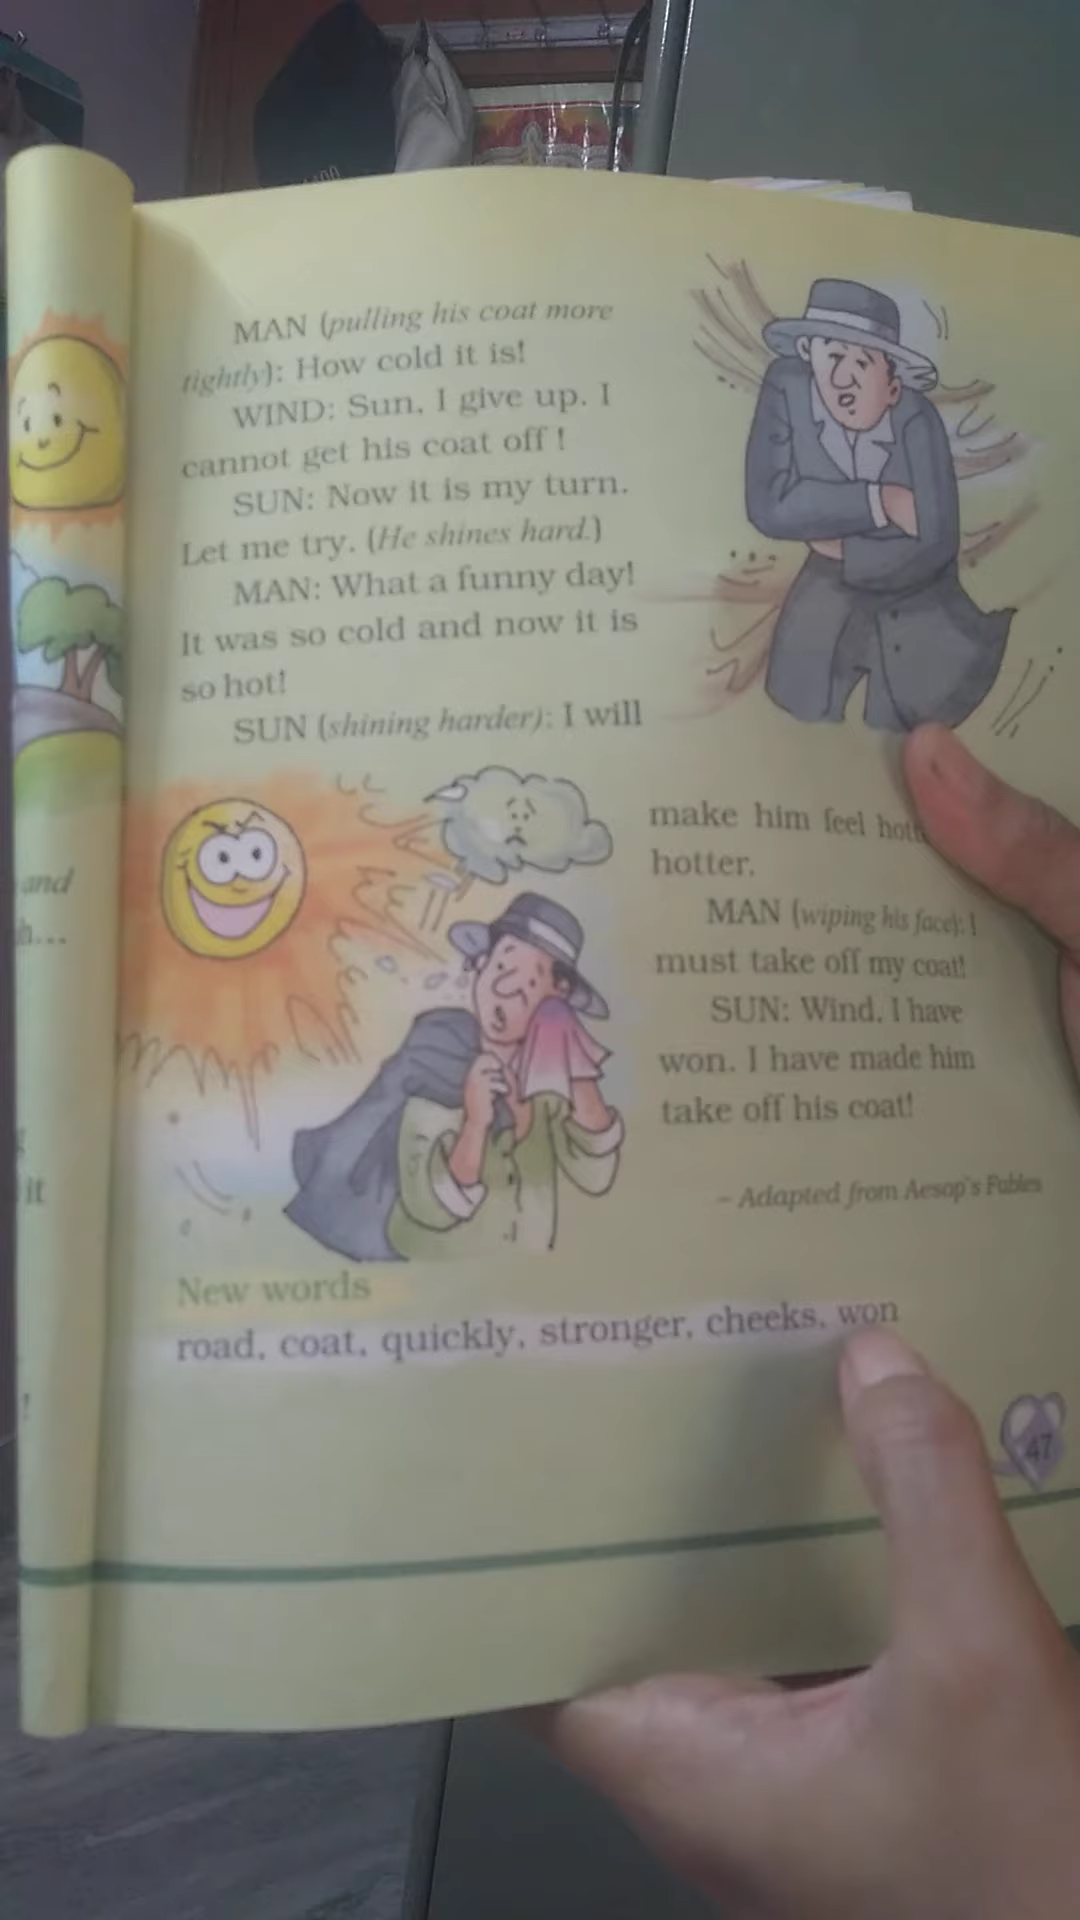 MAN (pulling his coat more
tightly): How cold it is!
WIND: Sun, I give up. I
cannot get his coat off !
SUN: Now it is my turn.
Let me try. (He shines hard.)
MAN: What a funny day!
It was so cold and now it is
so hot!
SUN (shining harder): I will
make him feel
hotter.
MAN (wiping his face): I
must take off my coat!
SUN: Wind, I have
won. I have made him
take off his coat!
– Adapted from Aesop's Fables
New words
road, coat, quickly, stronger, cheeks, won
47
and
it
!